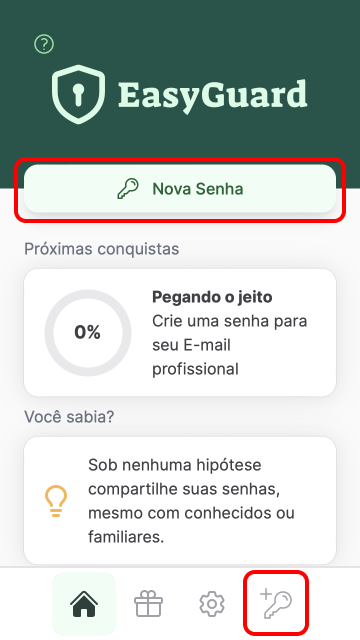 ?
EasyGuard
Nova Senha
Próximas conquistas
0%
Pegando o jeito
Crie uma senha para
seu E-mail
profissional
Você sabia?
Sob nenhuma hipótese
compartilhe suas senhas,
mesmo com conhecidos ou
familiares.